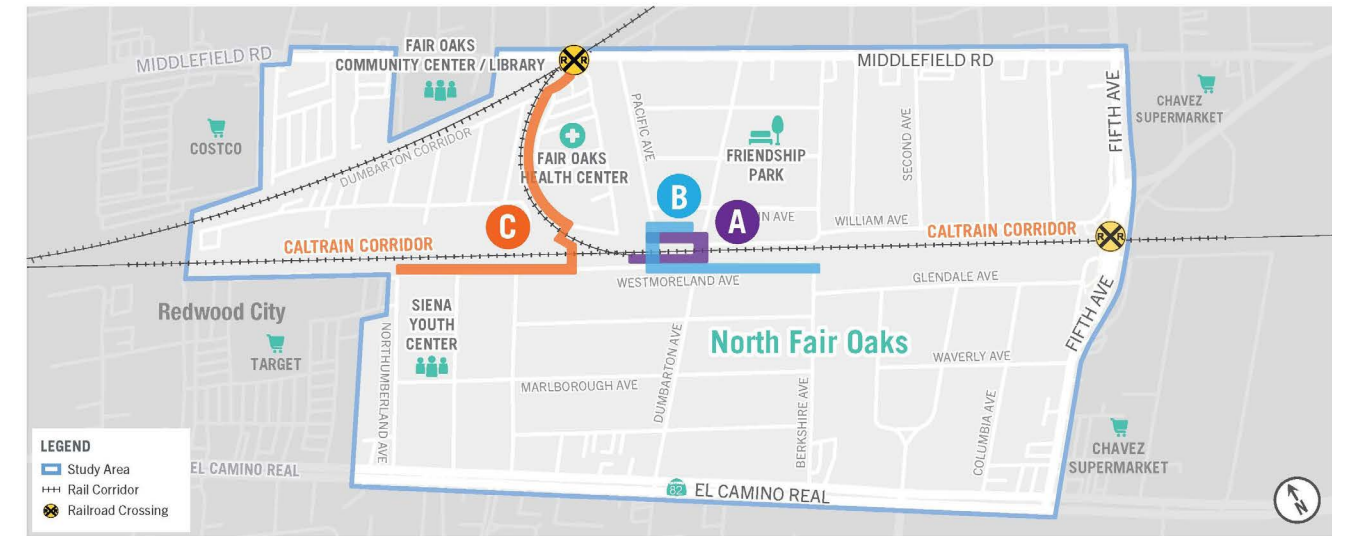 MIDDLEFIELD RD
FAIR OAKS
COMMUNITY CENTER / LIBRARY
R R
MIDDLEFIELD RD
FIFTH AVE
CHAVEZ
SUPERMARKET
COSTCO
DUMBARTON CORRIDOR
PACIFIC AVE
FAIR OAKS
HEALTH CENTER
FRIENDSHIP
PARK
SECOND AVE
B
A
C
IN AVE
WILLIAM AVE
CALTRAIN CORRIDOR
CALTRAIN CORRIDOR
R R
WESTMORELAND AVE
GLENDALE AVE
Redwood City
TARGET
SIENA
YOUTH
CENTER
NORTHUMBERLAND AVE
DUMBARTON AVE
North Fair Oaks
FIFTH AVE
WAVERLY AVE
MARLBOROUGH AVE
BERKSHIRE AVE
COLUMBIA AVE
CHAVEZ
SUPERMARKET
LEGEND
Study Area
Rail Corridor
Railroad Crossing
EL CAMINO REAL
82 EL CAMINO REAL
N